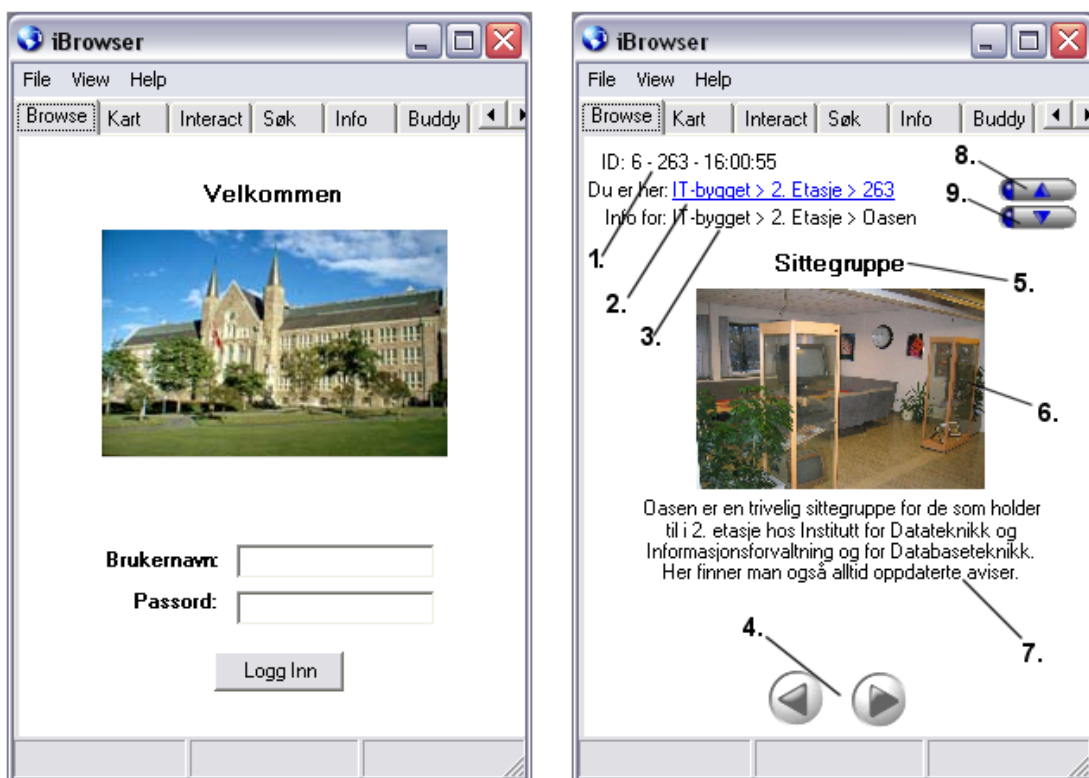 iBrowser
File View Help
Browse Kart Interact Søk Info Buddy
Velkommen
Brukernavn:
Passord:
Logg Inn
iBrowser
File View Help
Browse Kart Interact Søk Info Buddy
ID: 6 - 263 - 16:00:55
8.
Du er her: IT-bygget > 2. Etasje > 263
9.
Info for: IT-bygget > 2. Etasje > Oasen
1.
Sittegruppe
5.
2.
3.
6.
Oasen er en trivelig sittegruppe for de som holder
til i 2. etasje hos Institutt for Datateknikk og
Informasjonsforvaltning og for Databaseteknikk.
Her finner man også alltid oppdaterte aviser.
4.
7.